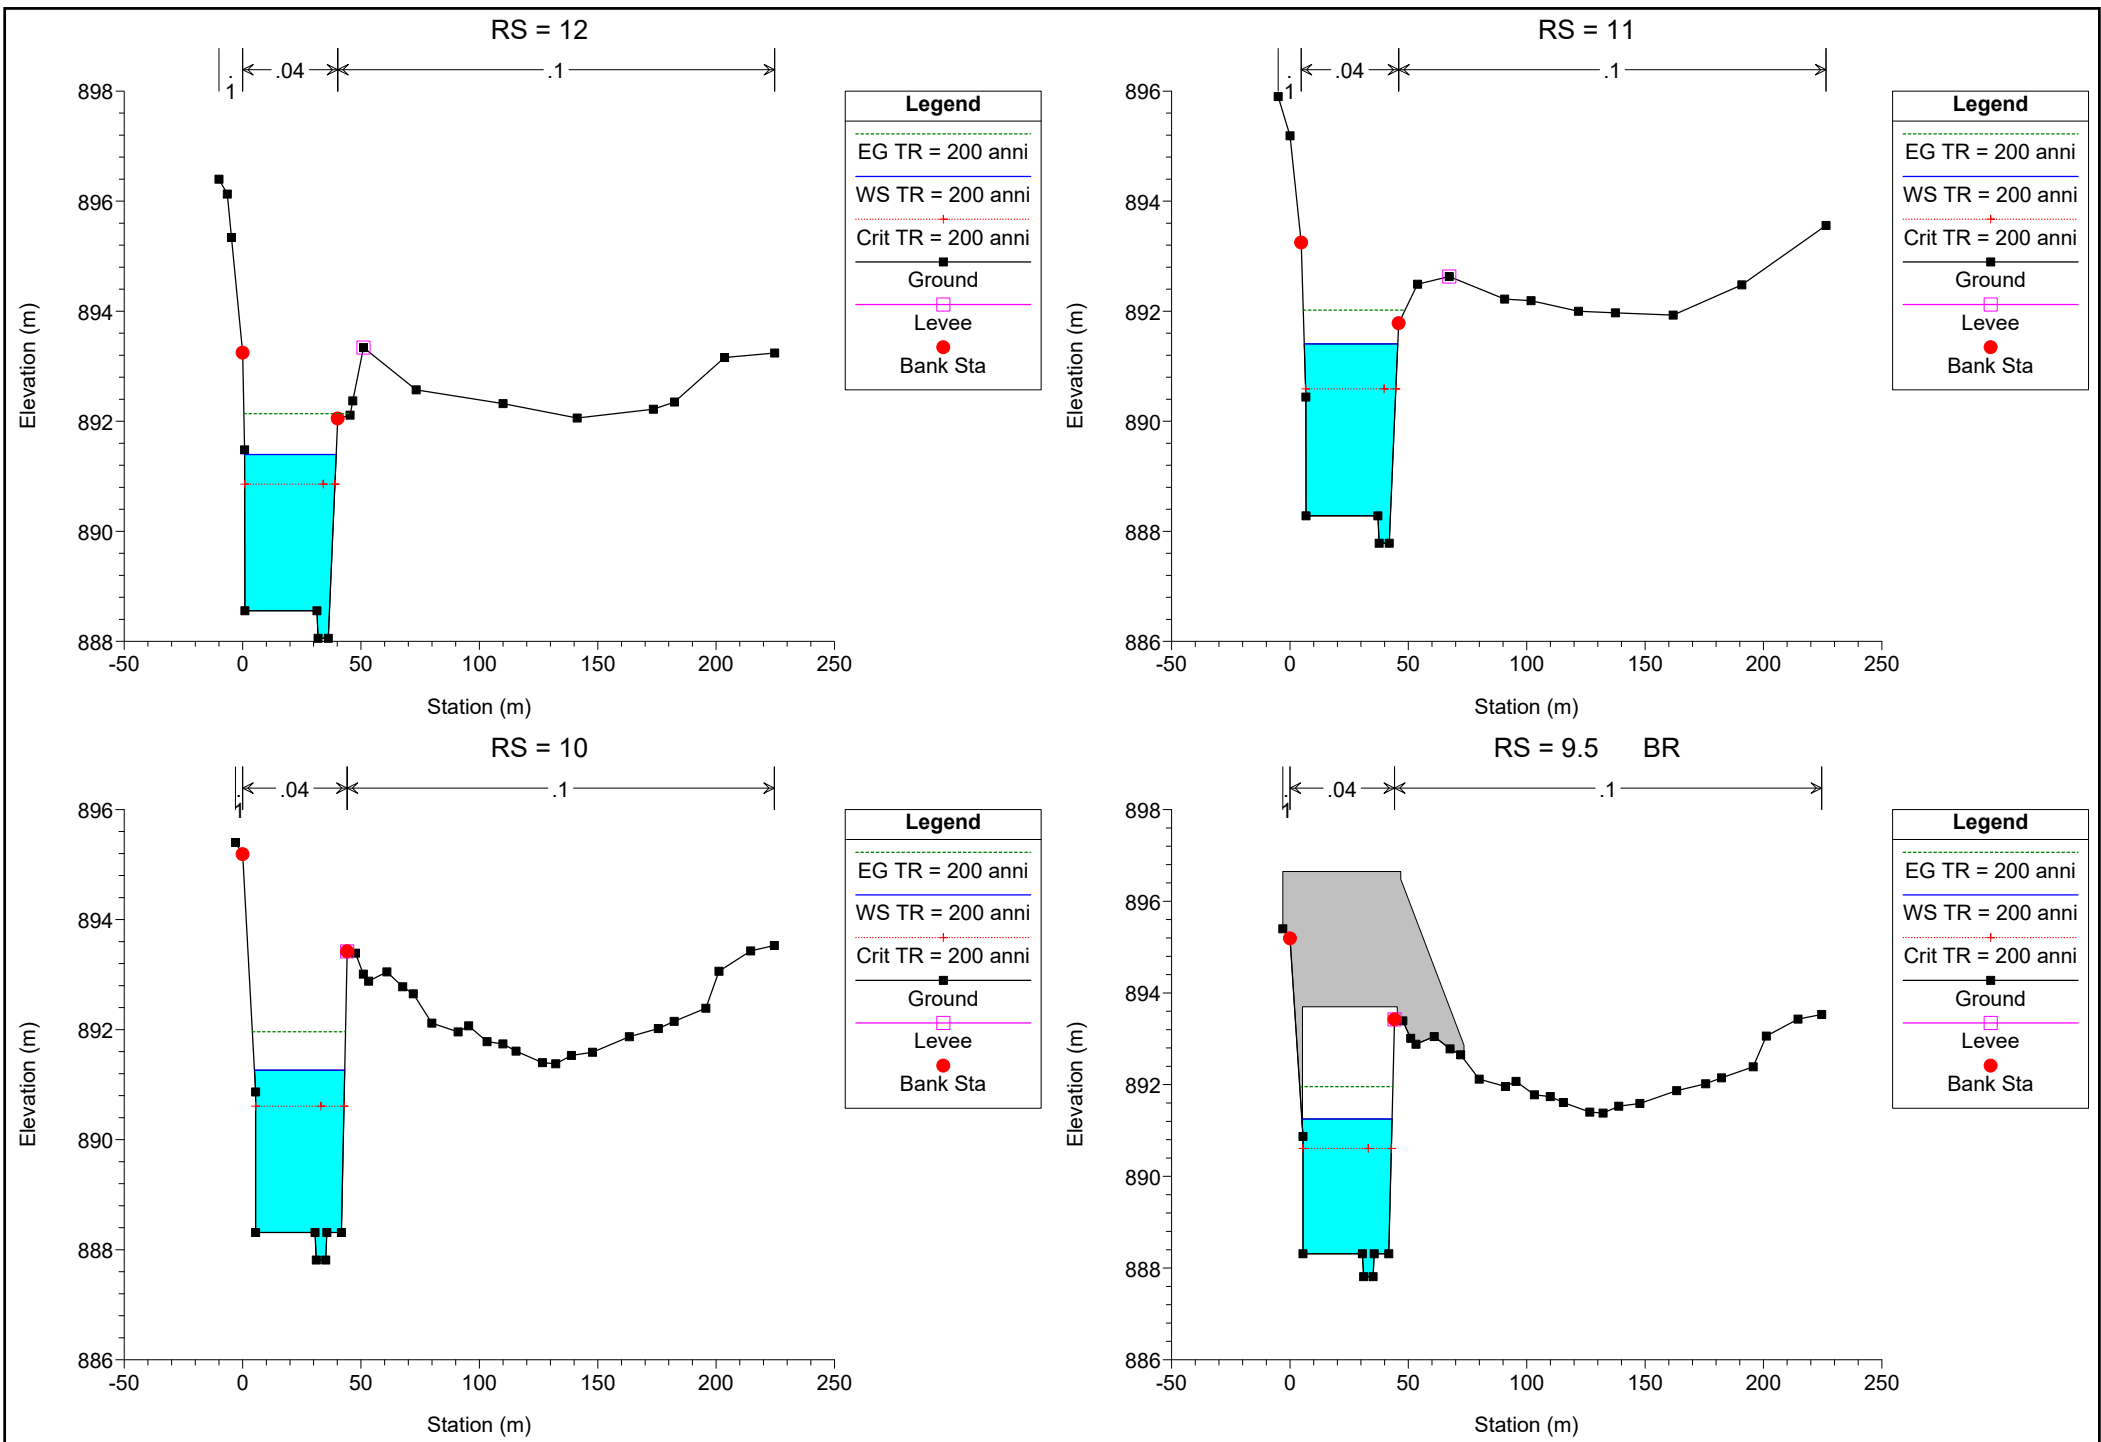 RS = 12
.1
.04
.1
898
896
894
892
890
888
-50
0
50
100
150
200
250
Elevation (m)
Station (m)
Legend
EG TR = 200 anni
WS TR = 200 anni
Crit TR = 200 anni
Ground
Levee
Bank Sta
RS = 11
.1
.04
.1
896
894
892
890
888
886
-50
0
50
100
150
200
250
Elevation (m)
Station (m)
Legend
EG TR = 200 anni
WS TR = 200 anni
Crit TR = 200 anni
Ground
Levee
Bank Sta
RS = 10
.1
.04
.1
896
894
892
890
888
886
-50
0
50
100
150
200
250
Elevation (m)
Station (m)
Legend
EG TR = 200 anni
WS TR = 200 anni
Crit TR = 200 anni
Ground
Levee
Bank Sta
RS = 9.5 BR
.1
.04
.1
898
896
894
892
890
888
886
-50
0
50
100
150
200
250
Elevation (m)
Station (m)
Legend
EG TR = 200 anni
WS TR = 200 anni
Crit TR = 200 anni
Ground
Levee
Bank Sta